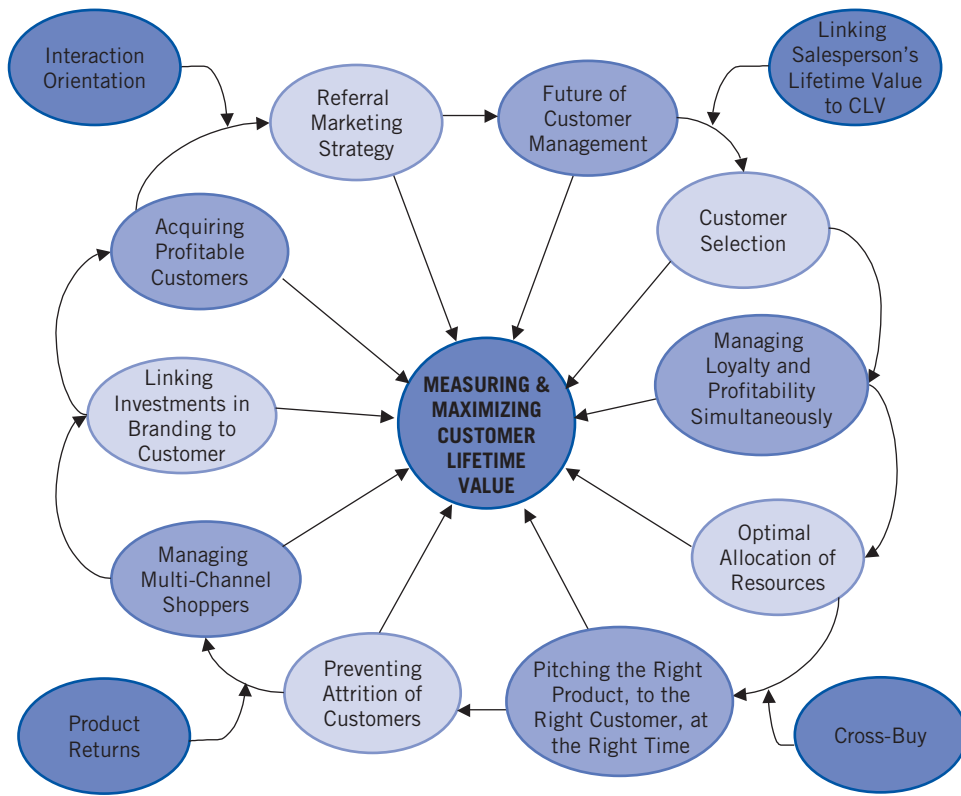 Interaction
Orientation
Referral
Marketing
Strategy
Future of
Customer
Management
Linking
Salesperson's
Lifetime Value
to CLV
Customer
Selection
Acquiring
Profitable
Customers
Managing
Loyalty and
Profitability
Simultaneously
Linking
Investments in
Branding to
Customer
MEASURING &
MAXIMIZING
CUSTOMER
LIFETIME
VALUE
Optimal
Allocation of
Resources
Managing
Multi-Channel
Shoppers
Preventing
Attrition of
Customers
Pitching the Right
Product, to the
Right Customer, at
the Right Time
Product
Returns
Cross-Buy